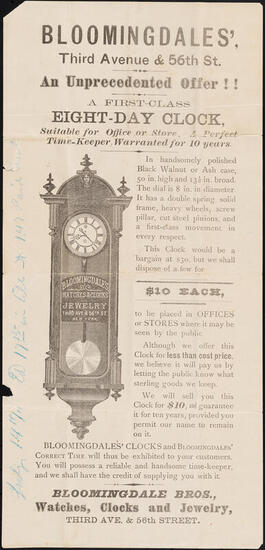 BLOOMINGDALES',
Third Avenue & 56th St.
An Unprecedented Offer!!
A FIRST-CLASS
EIGHT-DAY CLOCK,
Suitable for Office or Store. A Perfect
Time-Keeper, Warranted for 10 years.
In handsomely polished
Black Walnut or Ash case,
50 in. high and 13½ in. broad.
The dial is 8 in. in diameter.
It has a double spring solid
frame, heavy wheels, screw
pillar, cut steel pinions, and
a first-class movement in
every respect.
This Clock would be a
bargain at $30, but we shall
dispose of a few for
$10 EACH,
to be placed in OFFICES
or STORES where it may be
seen by the public.
Although we offer this
Clock for less than cost price,
we believe it will pay us by
letting the public know what
sterling goods we keep.
We will sell you this
Clock for $10, and guarantee
it for ten years, provided you
permit our name to remain
on it.
BLOOMINGDALE'S
WATCHES & CLOCKS
JEWELRY
THIRD AVE & 56TH ST.
NEW YORK
BLOOMINGDALES' CLOCKS and BLOOMINGDALES'
CORRECT TIME will thus be exhibited to your customers.
You will possess a reliable and handsome time-keeper,
and we shall have the credit of supplying you with it.
BLOOMINGDALE BROS.,
Watches, Clocks and Jewelry,
THIRD AVE. & 56th STREET.